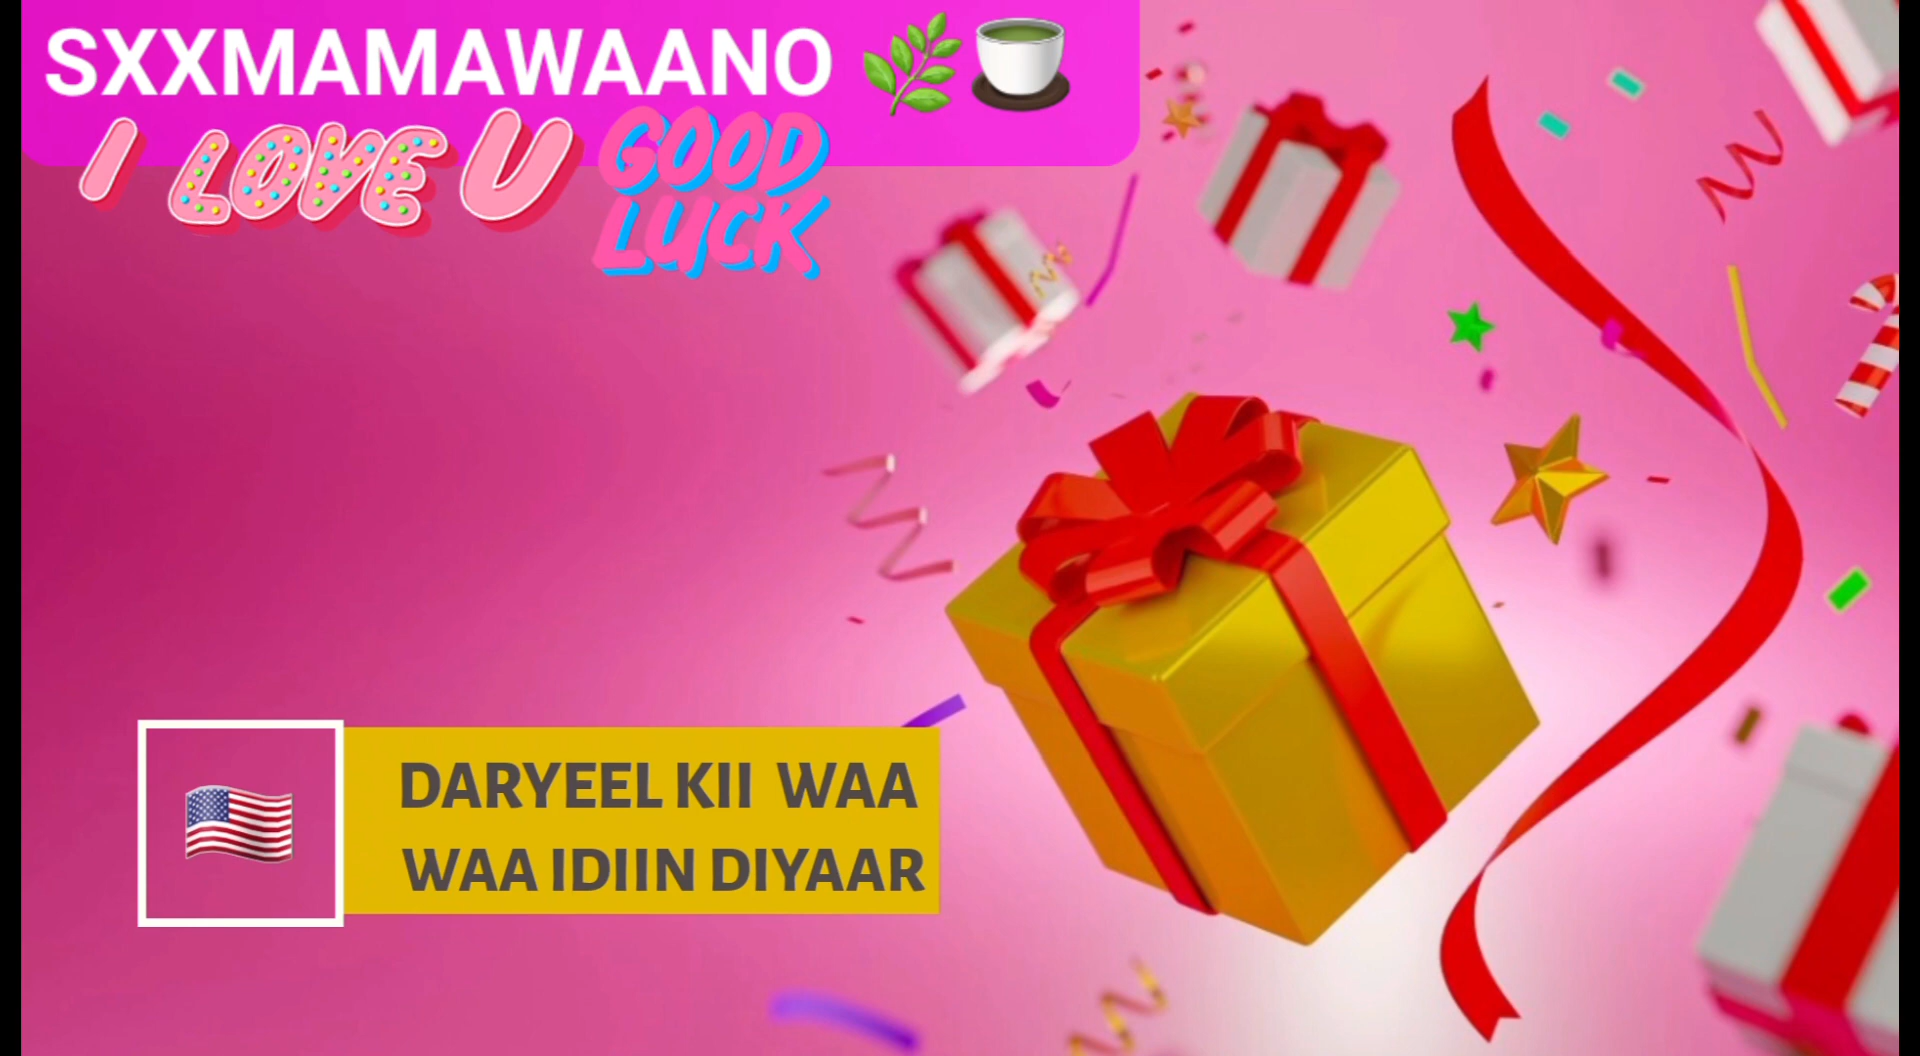 SXXMAMAWAANO 🌿🍵
I LOVE U GOOD
LUCK
DARYEEL KII WAA
WAA IDIIN DIYAAR